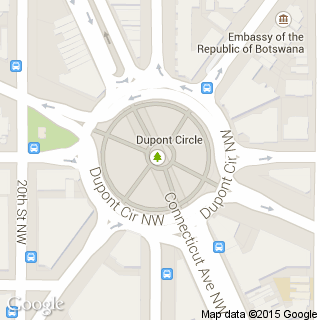 Embassy of the
Republic of Botswana
Dupont Circle
Dupont Cir NW
Dupont Cir NW
Connecticut Ave NW
20th St NW
Google
Map data ©2015 Google